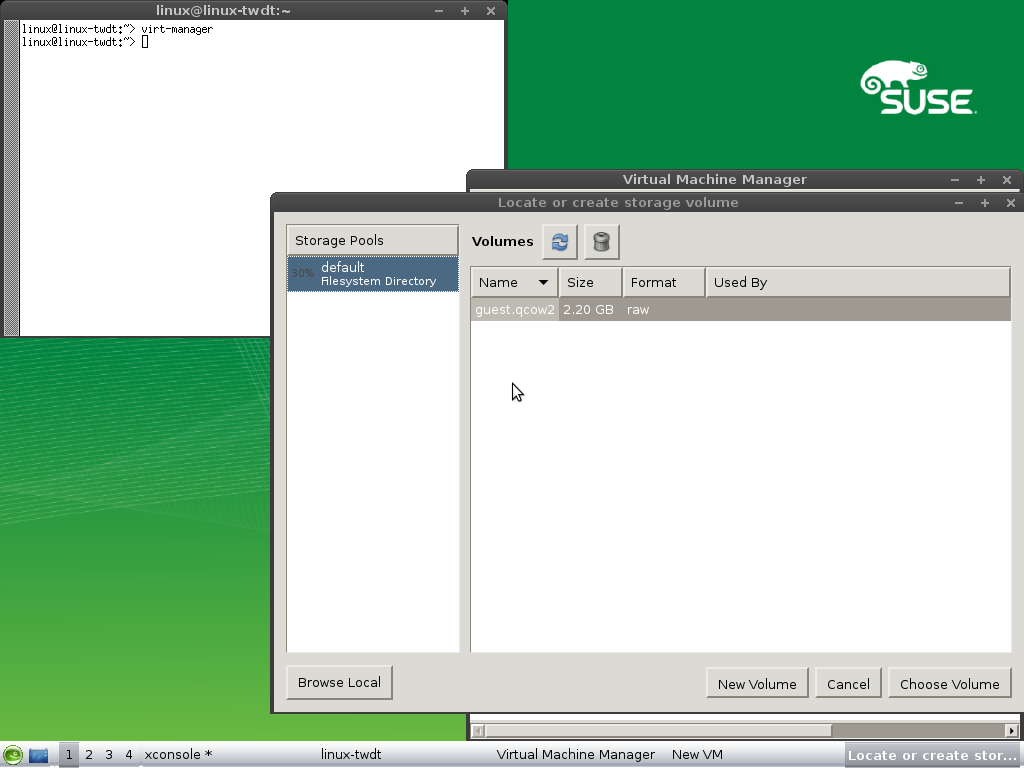 linux@linux-twdt:~
linux@linux-twdt:~> virt-manager
linux@linux-twdt:~>
SUSE
Virtual Machine Manager
Locate or create storage volume
Storage Pools
30% default
Filesystem Directory
Volumes
Name Size Format Used By
guest.qcow2 2.20 GB raw
Browse Local
New Volume Cancel Choose Volume
1 2 3 4 xconsole * linux-twdt Virtual Machine Manager New VM Locate or create stor...